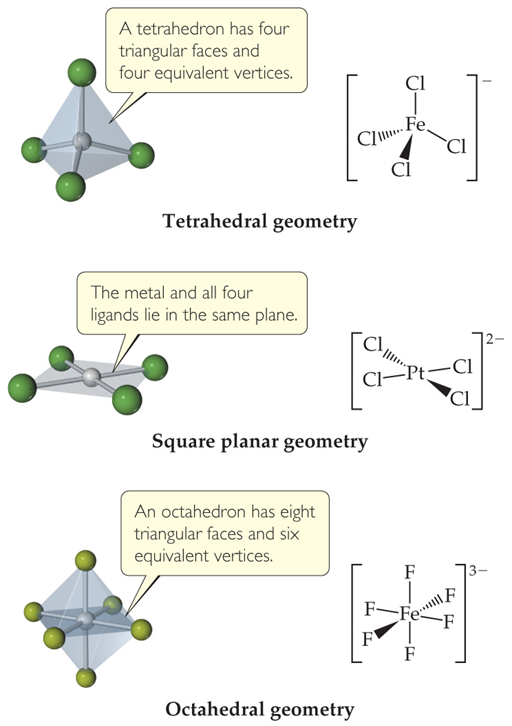 A tetrahedron has four
triangular faces and
four equivalent vertices.
Cl
Fe
Cl
Cl
Cl
−
Tetrahedral geometry
The metal and all four
ligands lie in the same plane.
Cl
Cl
Pt
Cl
Cl
2−
Square planar geometry
An octahedron has eight
triangular faces and six
equivalent vertices.
F
F
F
Fe
F
F
F
3−
Octahedral geometry